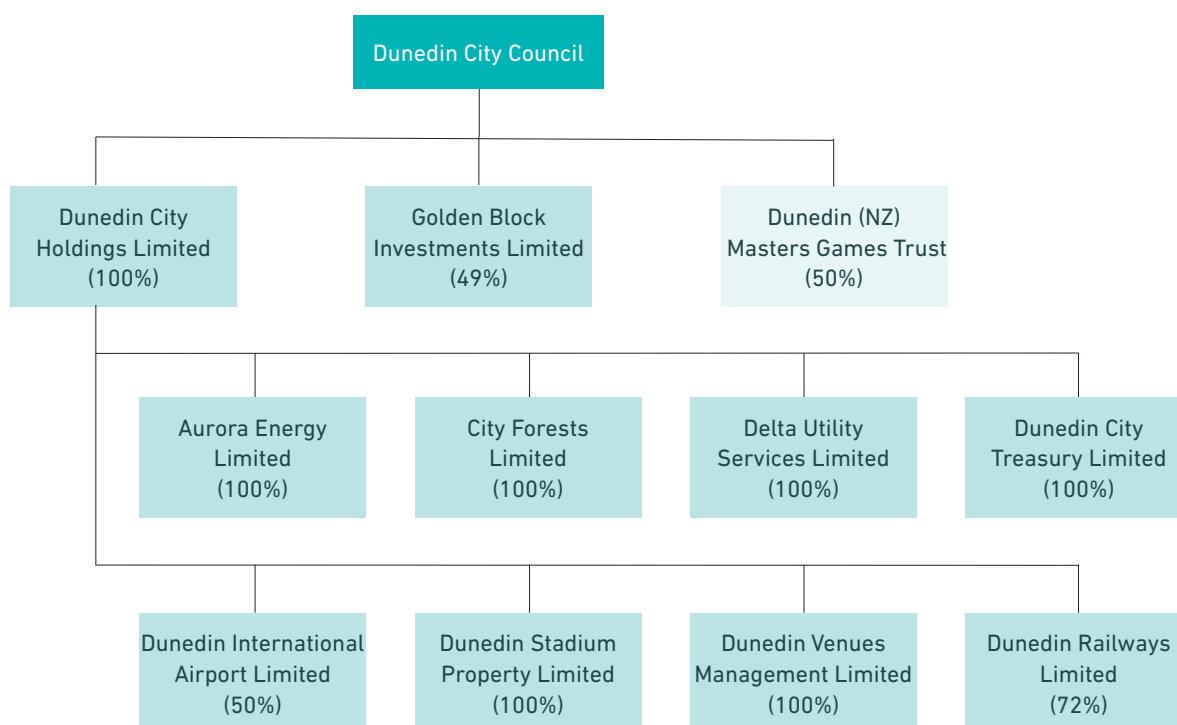 Dunedin City Council
Dunedin City
Holdings Limited
(100%)
Golden Block
Investments Limited
(49%)
Dunedin (NZ)
Masters Games Trust
(50%)
Aurora Energy
Limited
(100%)
City Forests
Limited
(100%)
Delta Utility
Services Limited
(100%)
Dunedin City
Treasury Limited
(100%)
Dunedin International
Airport Limited
(50%)
Dunedin Stadium
Property Limited
(100%)
Dunedin Venues
Management Limited
(100%)
Dunedin Railways
Limited
(72%)